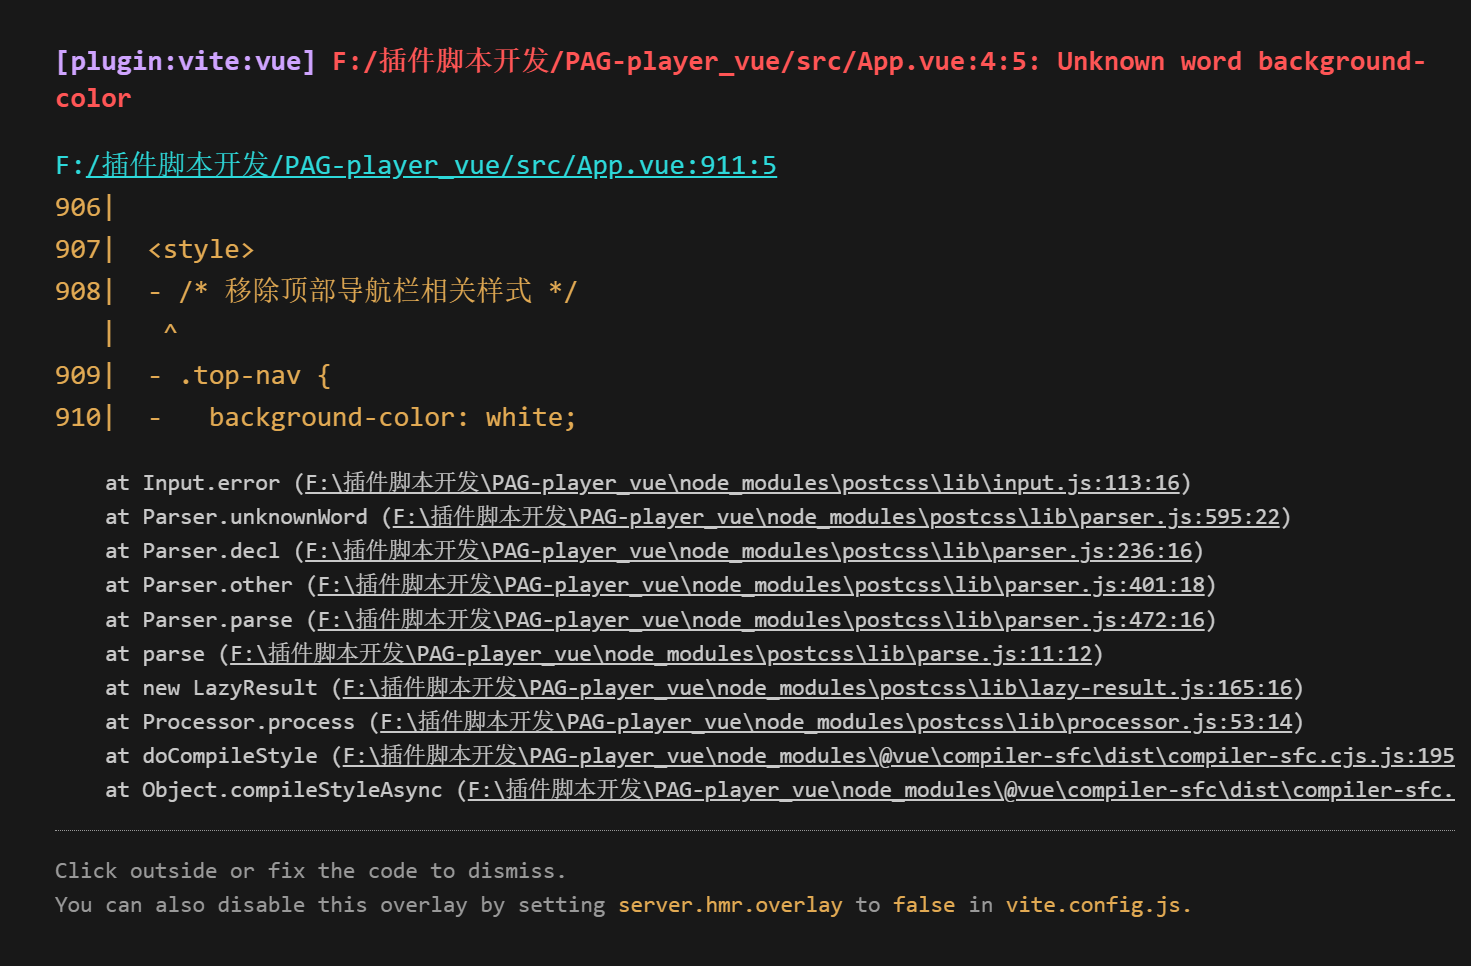 [plugin:vite:vue] F:/插件脚本开发/PAG-player_vue/src/App.vue:4:5: Unknown word background-
color
F:/插件脚本开发/PAG-player_vue/src/App.vue:911:5
906|
907|  <style>
908|  - /* 移除顶部导航栏相关样式 */
   |   ^
909|  - .top-nav {
910|  -   background-color: white;
at Input.error (F:\插件脚本开发\PAG-player_vue\node_modules\postcss\lib\input.js:113:16)
at Parser.unknownWord (F:\插件脚本开发\PAG-player_vue\node_modules\postcss\lib\parser.js:595:22)
at Parser.decl (F:\插件脚本开发\PAG-player_vue\node_modules\postcss\lib\parser.js:236:16)
at Parser.other (F:\插件脚本开发\PAG-player_vue\node_modules\postcss\lib\parser.js:401:18)
at Parser.parse (F:\插件脚本开发\PAG-player_vue\node_modules\postcss\lib\parser.js:472:16)
at parse (F:\插件脚本开发\PAG-player_vue\node_modules\postcss\lib\parse.js:11:12)
at new LazyResult (F:\插件脚本开发\PAG-player_vue\node_modules\postcss\lib\lazy-result.js:165:16)
at Processor.process (F:\插件脚本开发\PAG-player_vue\node_modules\postcss\lib\processor.js:53:14)
at doCompileStyle (F:\插件脚本开发\PAG-player_vue\node_modules\@vue\compiler-sfc\dist\compiler-sfc.cjs.js:195
at Object.compileStyleAsync (F:\插件脚本开发\PAG-player_vue\node_modules\@vue\compiler-sfc\dist\compiler-sfc.
Click outside or fix the code to dismiss.
You can also disable this overlay by setting server.hmr.overlay to false in vite.config.js.